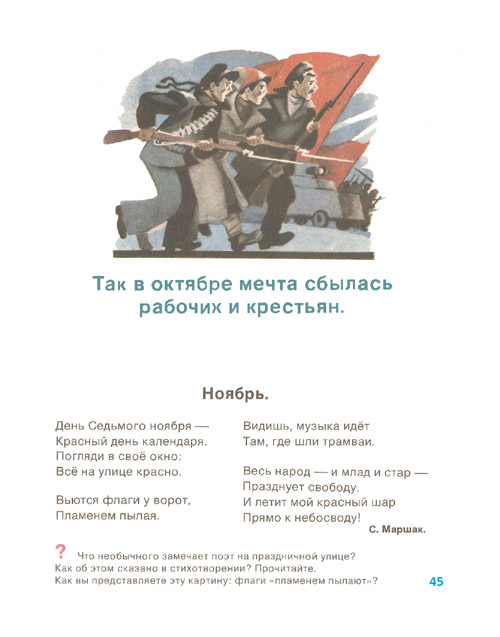 Так в октябре мечта сбылась
рабочих и крестьян.
Ноябрь.
День Седьмого ноября —
Красный день календаря.
Погляди в своё окно:
Всё на улице красно.
Вьются флаги у ворот,
Пламенем пылая.
Видишь, музыка идёт
Там, где шли трамваи.
Весь народ — и млад и стар —
Празднует свободу.
И летит мой красный шар
Прямо к небосводу!
С. Маршак.
? Что необычного замечает поэт на праздничной улице?
Как об этом сказано в стихотворении? Прочитайте.
Как вы представляете эту картину: флаги «пламенем пылают»?
45